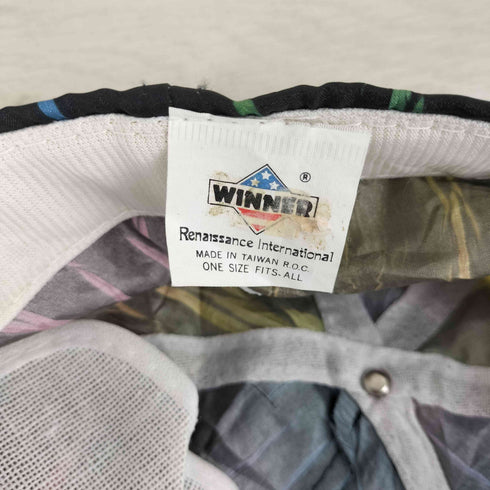 ®
WINNER
Renaissance International
MADE IN TAIWAN R.O.C.
ONE SIZE FITS-ALL